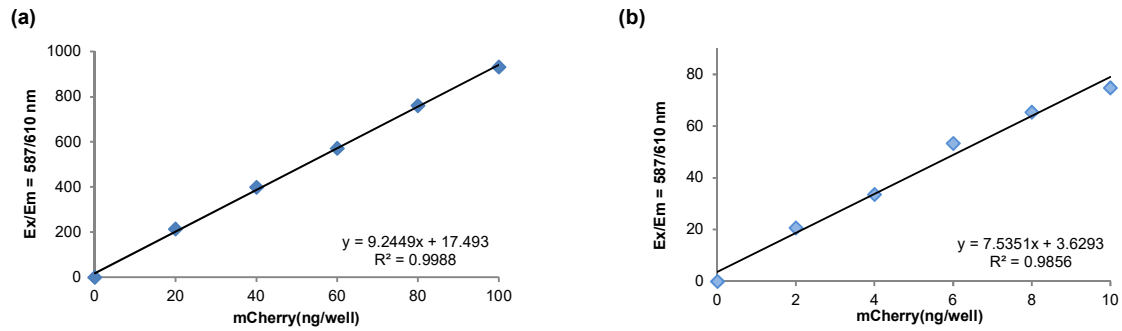 (a)
1000
800
600
400
200
0
Ex/Em = 587/610 nm
y = 9.2449x + 17.493
R² = 0.9988
0 20 40 60 80 100
mCherry(ng/well)
(b)
80
60
40
20
0
Ex/Em = 587/610 nm
y = 7.5351x + 3.6293
R² = 0.9856
0 2 4 6 8 10
mCherry(ng/well)